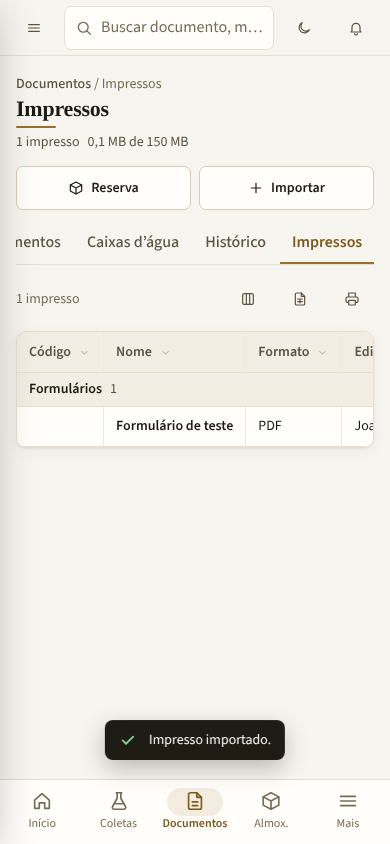 Buscar documento, m…
Documentos / Impressos
Impressos
1 impresso 0,1 MB de 150 MB
Reserva
Importar
mentos Caixas d’água Histórico Impressos
1 impresso
Código Nome Formato Edi
Formulários 1
Formulário de teste PDF Joa
Impresso importado.
Início Coletas Documentos Almox. Mais